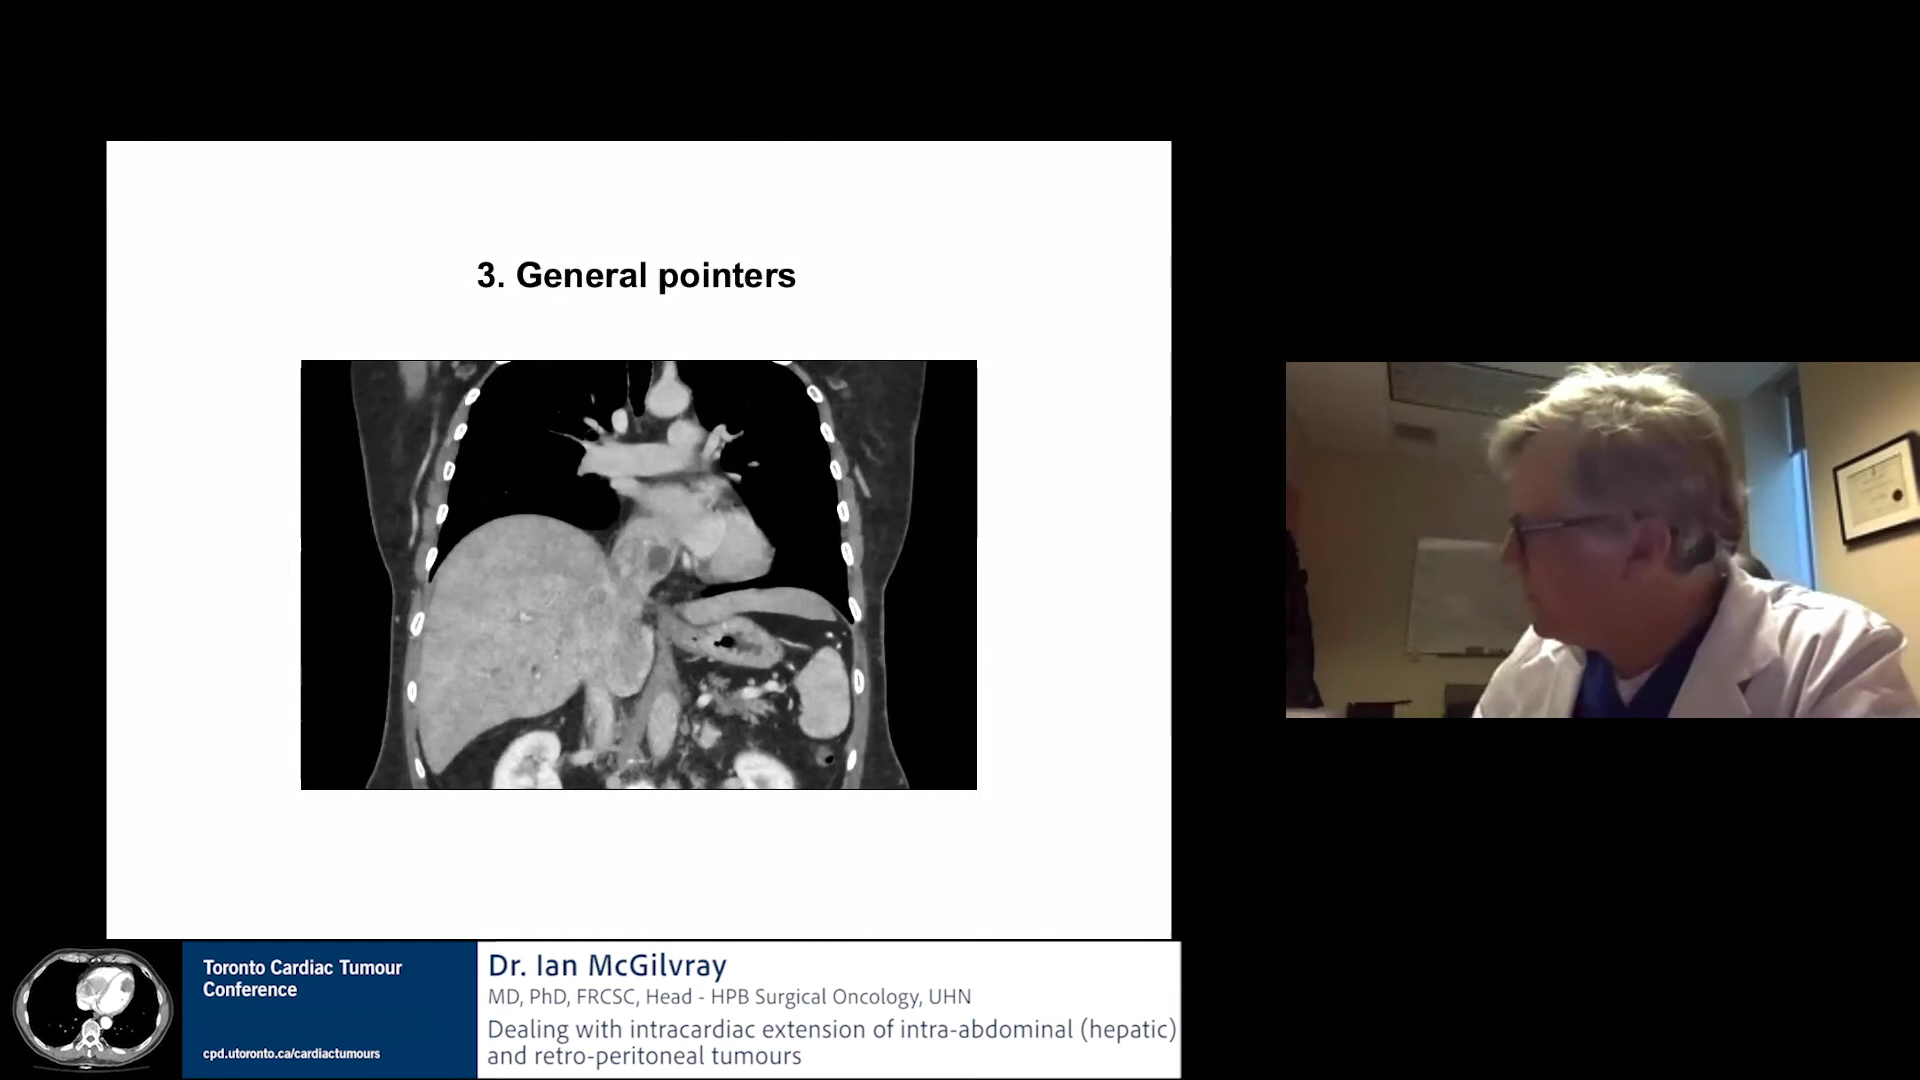 3. General pointers
Toronto Cardiac Tumour
Conference
cpd.utoronto.ca/cardiactumours
Dr. Ian McGilvray
MD, PhD, FRCSC, Head - HPB Surgical Oncology, UHN
Dealing with intracardiac extension of intra-abdominal (hepatic)
and retro-peritoneal tumours